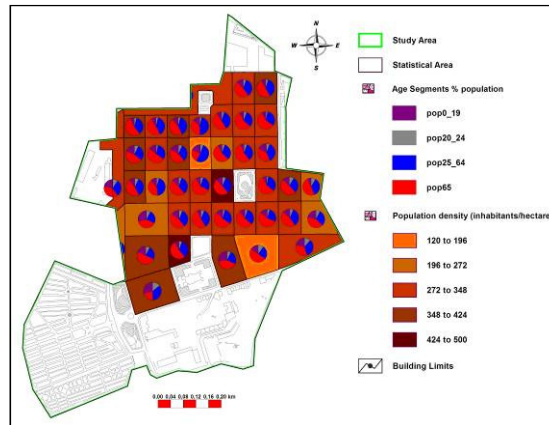 N
W E
S
Study Area
Statistical Area
Age Segments % population
pop0_19
pop20_24
pop25_64
pop65
Population density (inhabitants/hectare
120 to 196
196 to 272
272 to 348
348 to 424
424 to 500
Building Limits
0,00 0,04 0,08 0,12 0,16 0,20 km